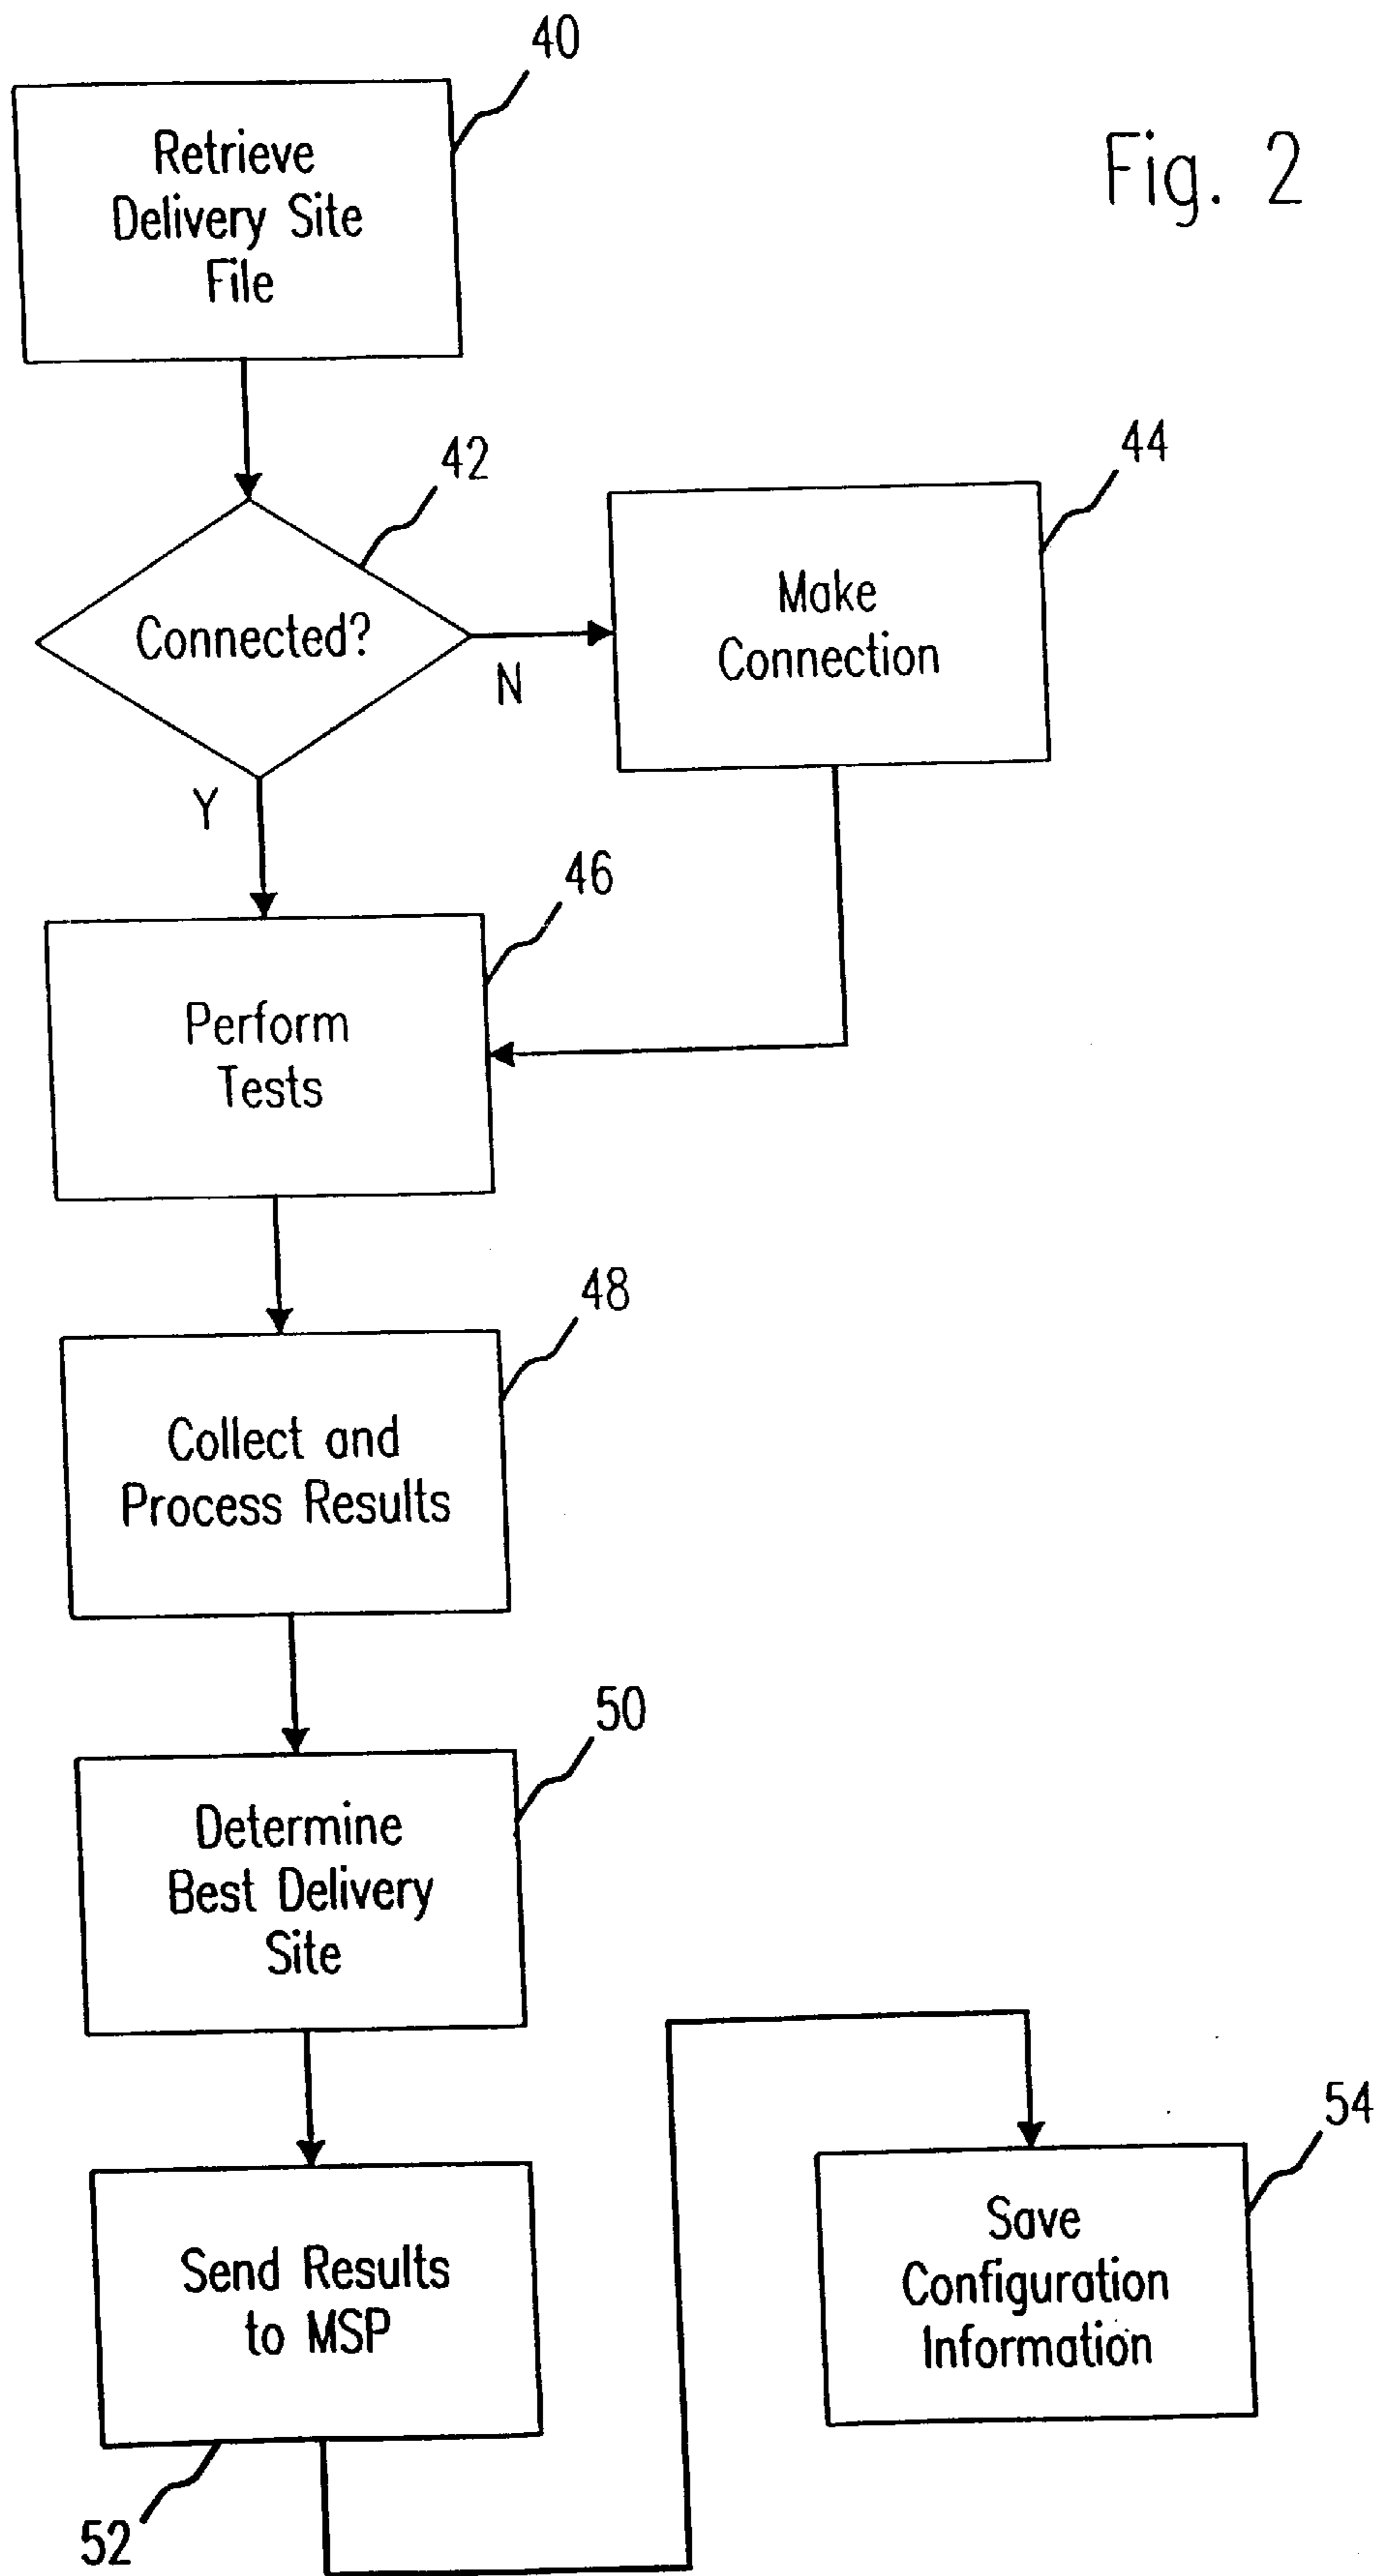 40
Retrieve
Delivery Site
File
Fig. 2
42
Connected?
N
Y
44
Make
Connection
46
Perform
Tests
48
Collect and
Process Results
50
Determine
Best Delivery
Site
52
Send Results
to MSP
54
Save
Configuration
Information